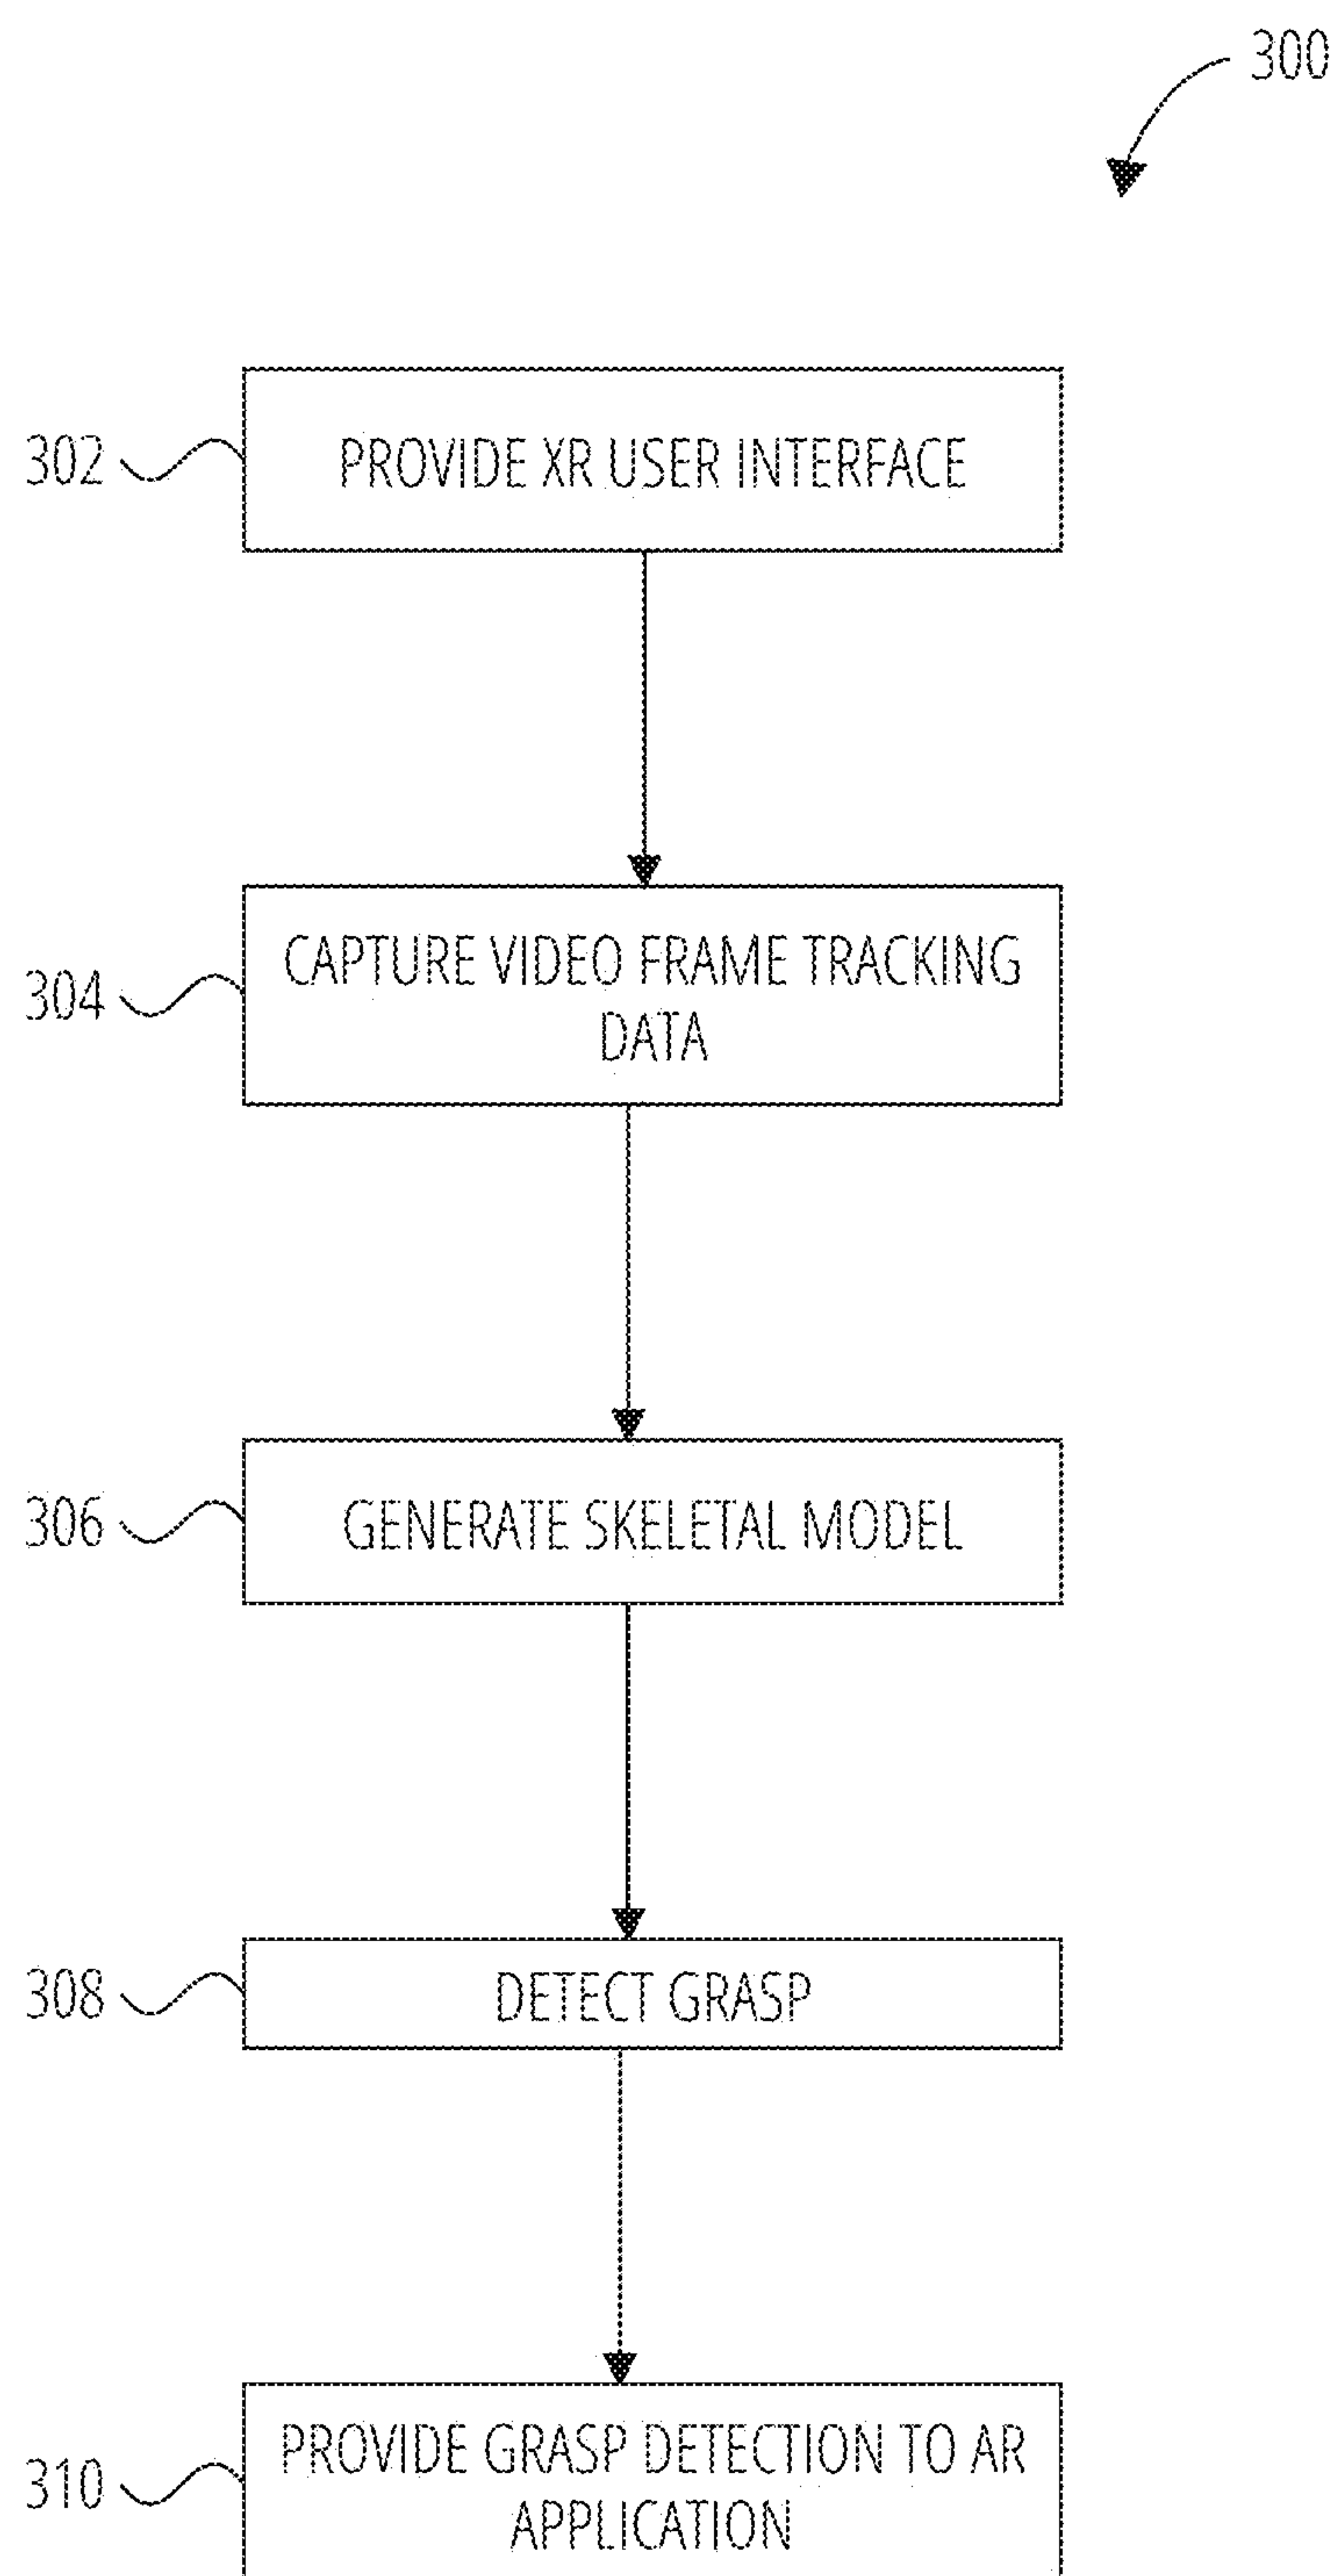 300
302
PROVIDE XR USER INTERFACE
304
CAPTURE VIDEO FRAME TRACKING
DATA
306
GENERATE SKELETAL MODEL
308
DETECT GRASP
310
PROVIDE GRASP DETECTION TO AR
APPLICATION